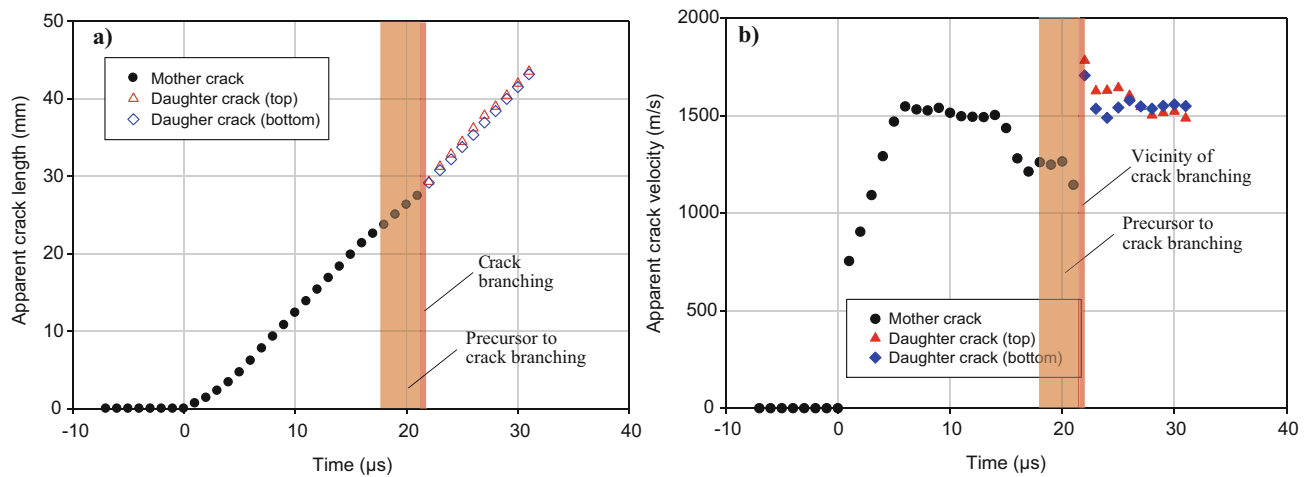 a)
50
40
30
20
10
0
-10
0
10
20
30
40
Apparent crack length (mm)
Time (µs)
Mother crack
Daughter crack (top)
Daugher crack (bottom)
Crack
branching
Precursor to
crack branching
b)
2000
1500
1000
500
0
-10
0
10
20
30
40
Apparent crack velocity (m/s)
Time (µs)
Vicinity of
crack branching
Precursor to
crack branching
Mother crack
Daughter crack (top)
Daughter crack (bottom)